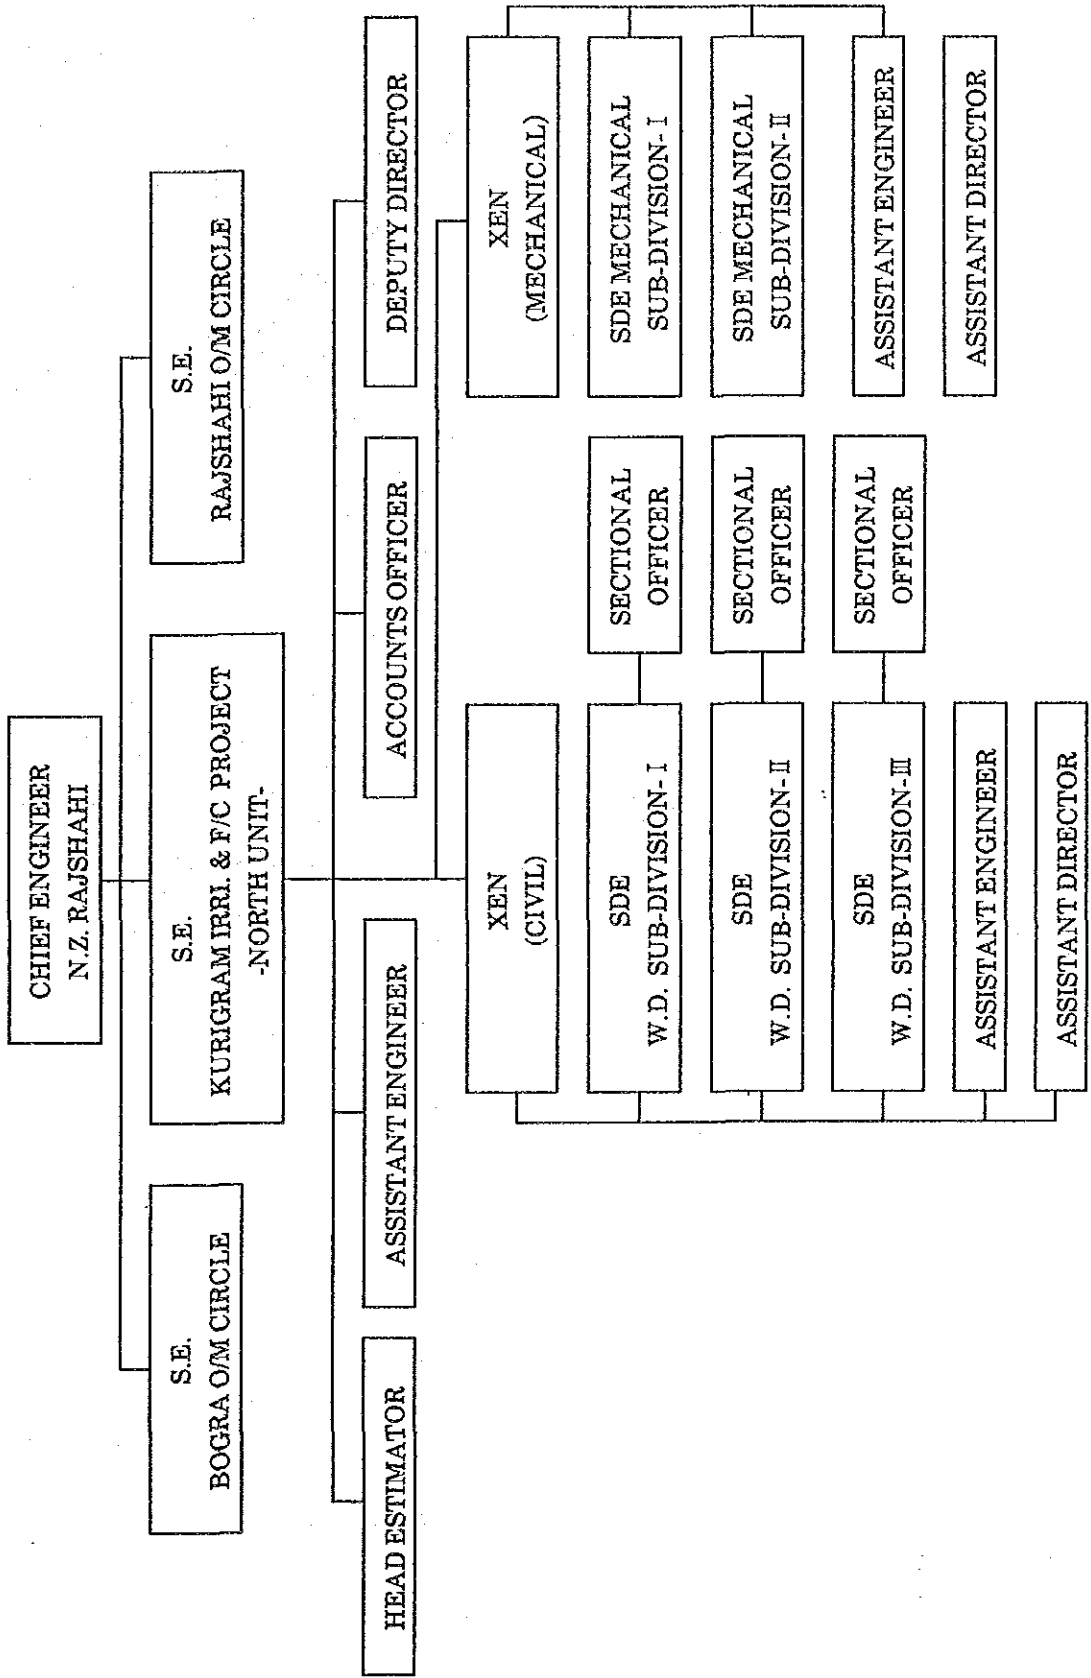 CHIEF ENGINEER
N.Z. RAJSHAHI
S.E.
BOGRA O/M CIRCLE
S.E.
KURIGRAM IRRI. & F/C PROJECT
-NORTH UNIT-
S.E.
RAJSHAHI O/M CIRCLE
HEAD ESTIMATOR
ASSISTANT ENGINEER
ACCOUNTS OFFICER
DEPUTY DIRECTOR
XEN
(CIVIL)
XEN
(MECHANICAL)
SDE
W.D. SUB-DIVISION-Ⅰ
SECTIONAL
OFFICER
SDE MECHANICAL
SUB-DIVISION-Ⅰ
SDE
W.D. SUB-DIVISION-Ⅱ
SECTIONAL
OFFICER
SDE MECHANICAL
SUB-DIVISION-Ⅱ
SDE
W.D. SUB-DIVISION-Ⅲ
SECTIONAL
OFFICER
ASSISTANT ENGINEER
ASSISTANT ENGINEER
ASSISTANT DIRECTOR
ASSISTANT DIRECTOR